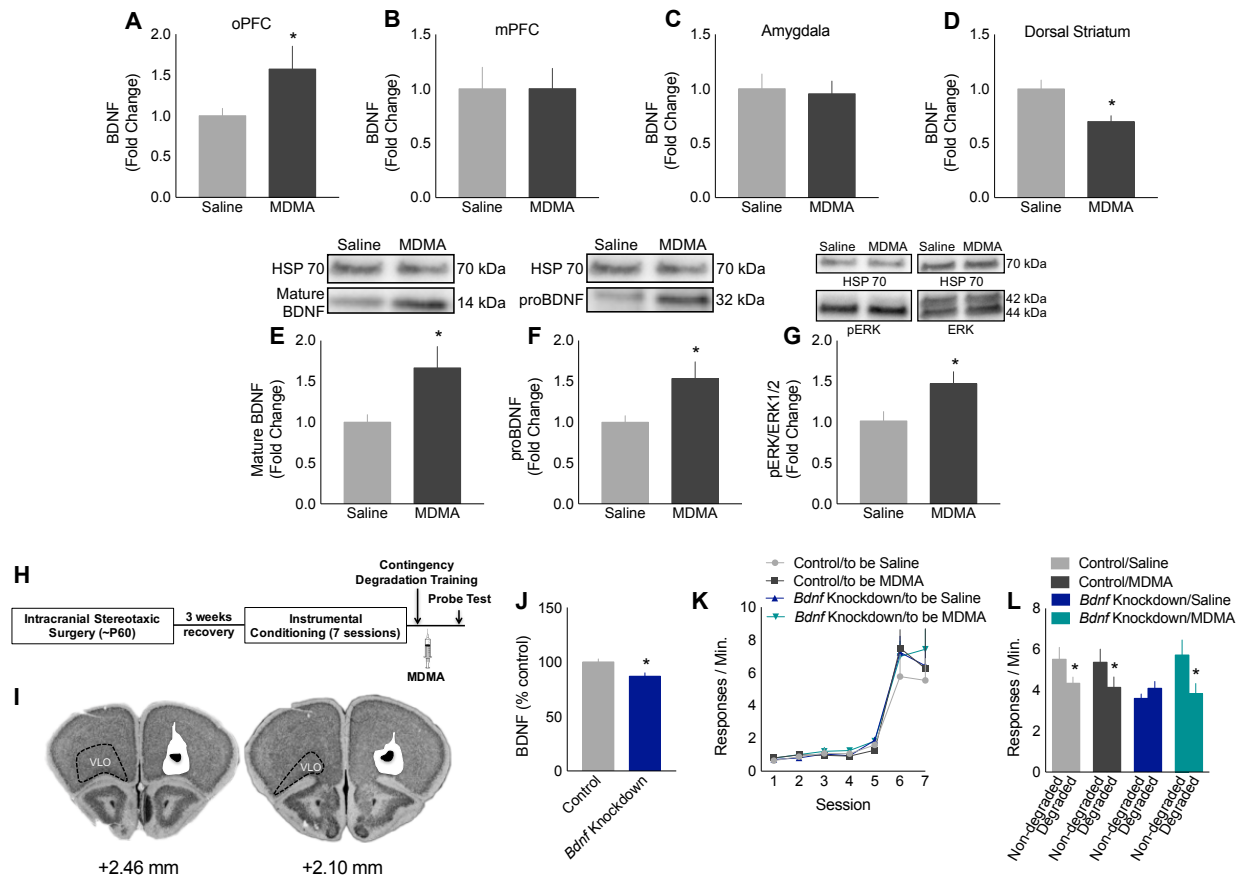 A
oPFC
BDNF
(Fold Change)
2.0
1.5
1.0
0.5
0.0
*
Saline MDMA
B
mPFC
BDNF
(Fold Change)
1.5
1.0
0.5
0.0
Saline MDMA
C
Amygdala
BDNF
(Fold Change)
1.5
1.0
0.5
0.0
Saline MDMA
D
Dorsal Striatum
BDNF
(Fold Change)
1.5
1.0
0.5
0.0
*
Saline MDMA
Saline MDMA
HSP 70 70 kDa
Mature
BDNF 14 kDa
E
Mature BDNF
(Fold Change)
2.0
1.5
1.0
0.5
0.0
*
Saline MDMA
Saline MDMA
HSP 70 70 kDa
proBDNF 32 kDa
F
proBDNF
(Fold Change)
2.0
1.5
1.0
0.5
0.0
*
Saline MDMA
Saline MDMA Saline MDMA
70 kDa
HSP 70 HSP 70
42 kDa
44 kDa
pERK ERK
G
pERK/ERK1/2
(Fold Change)
2.0
1.5
1.0
0.5
0.0
*
Saline MDMA
H
Contingency
Degradation Training
Probe Test
Intracranial Stereotaxic
Surgery (~P60)
3 weeks
recovery
Instrumental
Conditioning (7 sessions)
MDMA
I
VLO
VLO
+2.46 mm
+2.10 mm
J
BDNF (% control)
150
100
50
0
*
Control
Bdnf Knockdown
K
Control/to be Saline
Control/to be MDMA
Bdnf Knockdown/to be Saline
Bdnf Knockdown/to be MDMA
Responses / Min.
10
8
6
4
2
0
1 2 3 4 5 6 7
Session
L
Control/Saline
Control/MDMA
Bdnf Knockdown/Saline
Bdnf Knockdown/MDMA
Responses / Min.
8
6
4
2
0
* * *
Non-degraded
Degraded
Non-degraded
Degraded
Non-degraded
Degraded
Non-degraded
Degraded